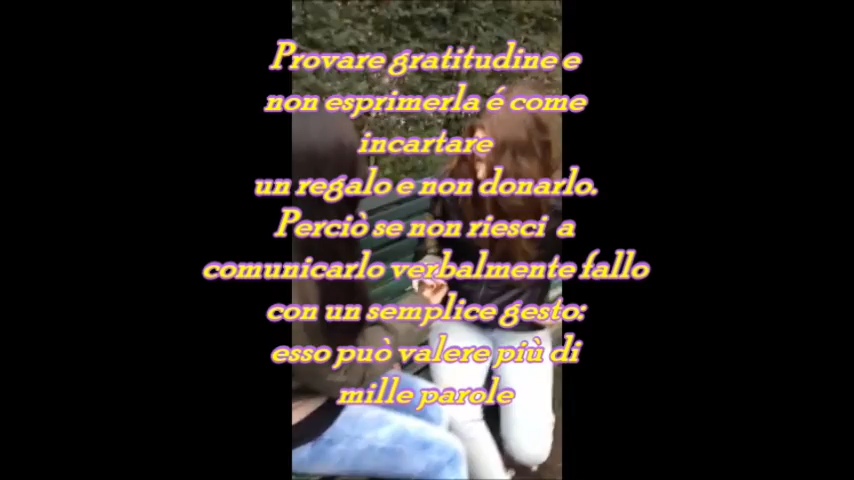 Provare gratitudine e
non esprimerla é come
incartare
un regalo e non donarlo.
Perciò se non riesci a
comunicarlo verbalmente fallo
con un semplice gesto:
esso può valere più di
mille parole